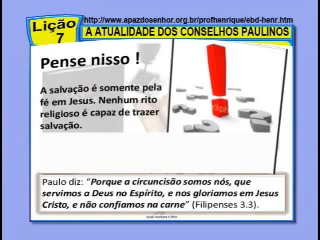 Lição
7
http://www.apazdosenhor.org.br/profhenrique/ebd-henr.htm
A ATUALIDADE DOS CONSELHOS PAULINOS
Pense nisso !
A salvação é somente pela
fé em Jesus. Nenhum rito
religioso é capaz de trazer
salvação.
Paulo diz: "Porque a circuncisão somos nós, que
servimos a Deus no Espírito, e nos gloriamos em Jesus
Cristo, e não confiamos na carne" (Filipenses 3.3).